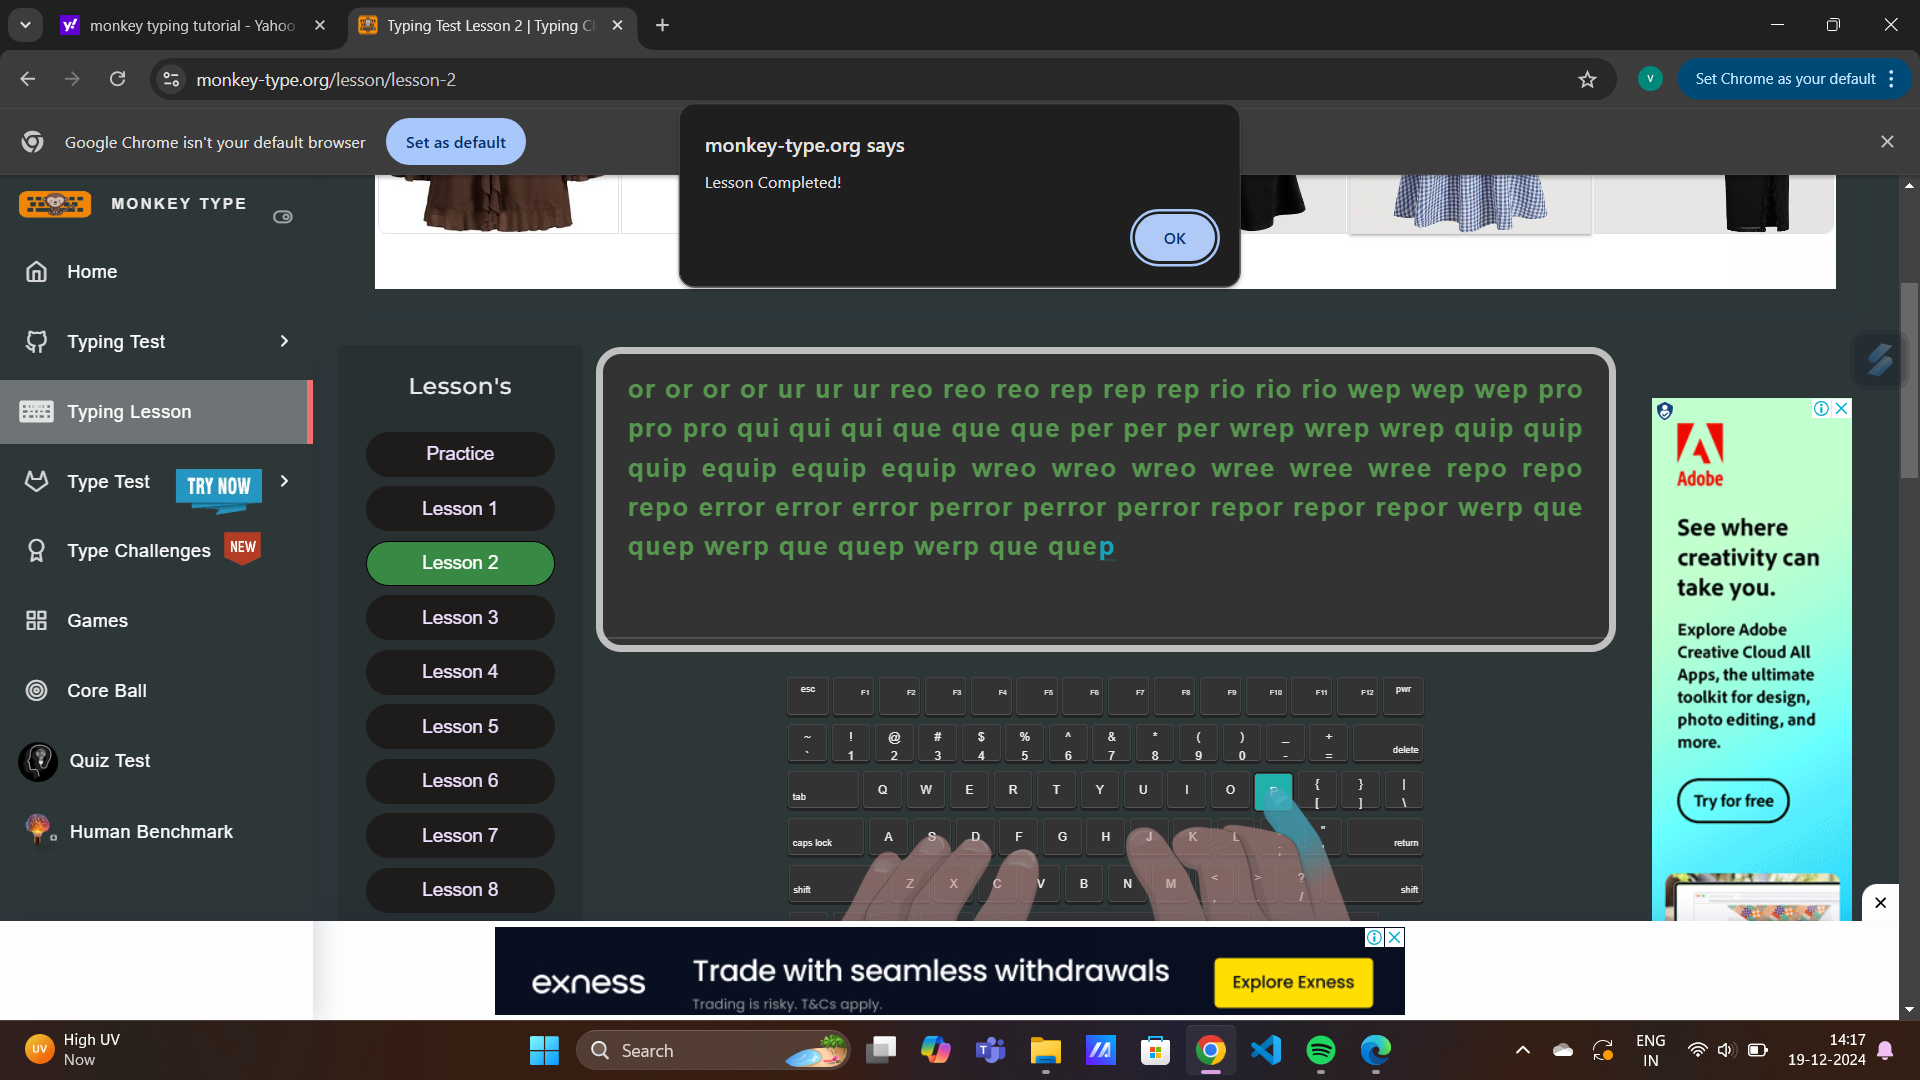 monkey typing tutorial - Yahoo
Typing Test Lesson 2 | Typing Cl
monkey-type.org/lesson/lesson-2
V
Set Chrome as your default
Google Chrome isn't your default browser
Set as default
monkey-type.org says
Lesson Completed!
OK
MONKEY TYPE
Home
Typing Test
Typing Lesson
Type Test
TRY NOW
Type Challenges
NEW
Games
Core Ball
Quiz Test
Human Benchmark
Lesson's
Practice
Lesson 1
Lesson 2
Lesson 3
Lesson 4
Lesson 5
Lesson 6
Lesson 7
Lesson 8
or or or or ur ur ur reo reo reo rep rep rep rio rio rio wep wep wep pro
pro pro qui qui qui que que que per per per wrep wrep wrep quip quip
quip equip equip equip wreo wreo wreo wree wree wree repo repo
repo error error error perror perror perror repor repor repor werp que
quep werp que quep werp que quep
esc F1 F2 F3 F4 F5 F6 F7 F8 F9 F10 F11 F12 pwr
~ ! @ # $ % ^ & * ( ) _ +
` 1 2 3 4 5 6 7 8 9 0 - = delete
tab Q W E R T Y U I O P { } |
[ ] \
caps lock A S D F G H J K L : " return
; '
shift Z X C V B N M < > ? shift
, . /
Adobe
See where
creativity can
take you.
Explore Adobe
Creative Cloud All
Apps, the ultimate
toolkit for design,
photo editing, and
more.
Try for free
exness
Trade with seamless withdrawals
Trading is risky. T&Cs apply.
Explore Exness
UV
High UV
Now
Search
ENG
IN
14:17
19-12-2024